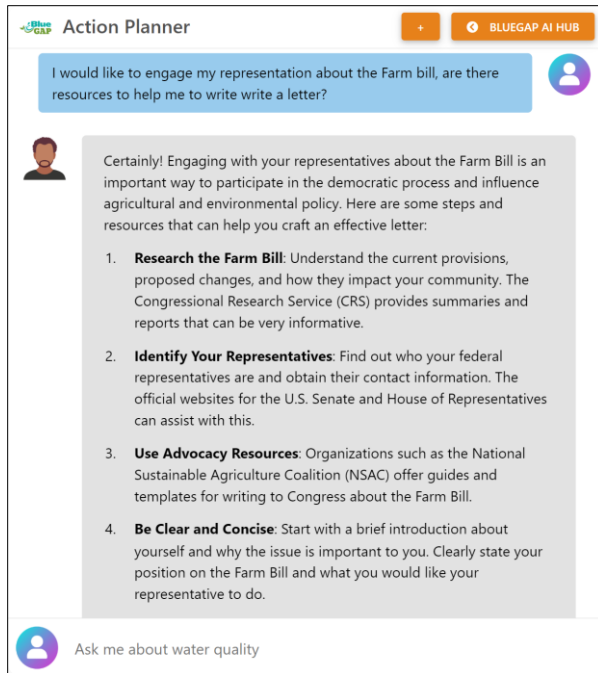 Blue
GAP
Action Planner
+
BLUEGAP AI HUB
I would like to engage my representation about the Farm bill, are there
resources to help me to write write a letter?
Certainly! Engaging with your representatives about the Farm Bill is an
important way to participate in the democratic process and influence
agricultural and environmental policy. Here are some steps and
resources that can help you craft an effective letter:
1. Research the Farm Bill: Understand the current provisions,
proposed changes, and how they impact your community. The
Congressional Research Service (CRS) provides summaries and
reports that can be very informative.
2. Identify Your Representatives: Find out who your federal
representatives are and obtain their contact information. The
official websites for the U.S. Senate and House of Representatives
can assist with this.
3. Use Advocacy Resources: Organizations such as the National
Sustainable Agriculture Coalition (NSAC) offer guides and
templates for writing to Congress about the Farm Bill.
4. Be Clear and Concise: Start with a brief introduction about
yourself and why the issue is important to you. Clearly state your
position on the Farm Bill and what you would like your
representative to do.
Ask me about water quality